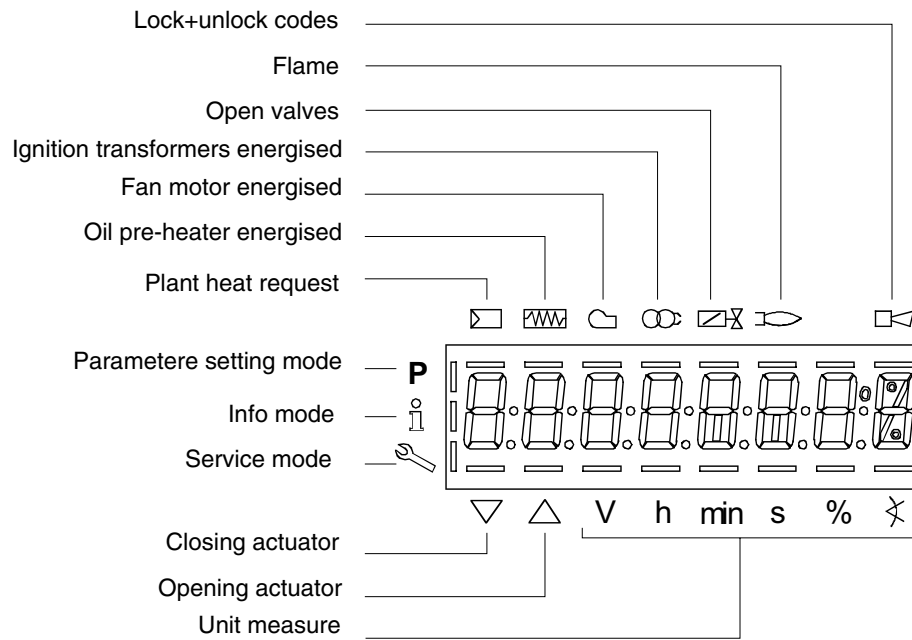 Lock+unlock codes
Flame
Open valves
Ignition transformers energised
Fan motor energised
Oil pre-heater energised
Plant heat request
Parametere setting mode
P
Info mode
i
Service mode
V h min s %
Closing actuator
Opening actuator
Unit measure